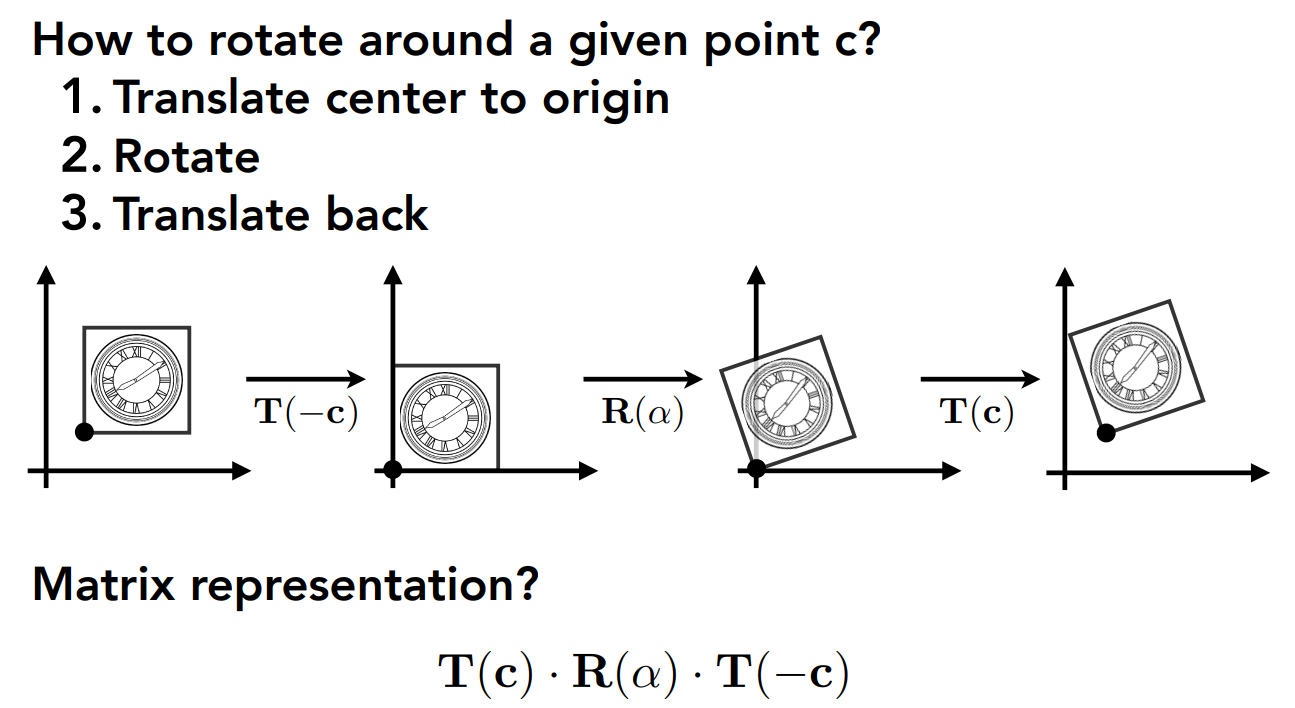 How to rotate around a given point c?
1. Translate center to origin
2. Rotate
3. Translate back
T(−c)
R(α)
T(c)
Matrix representation?
T(c) · R(α) · T(−c)